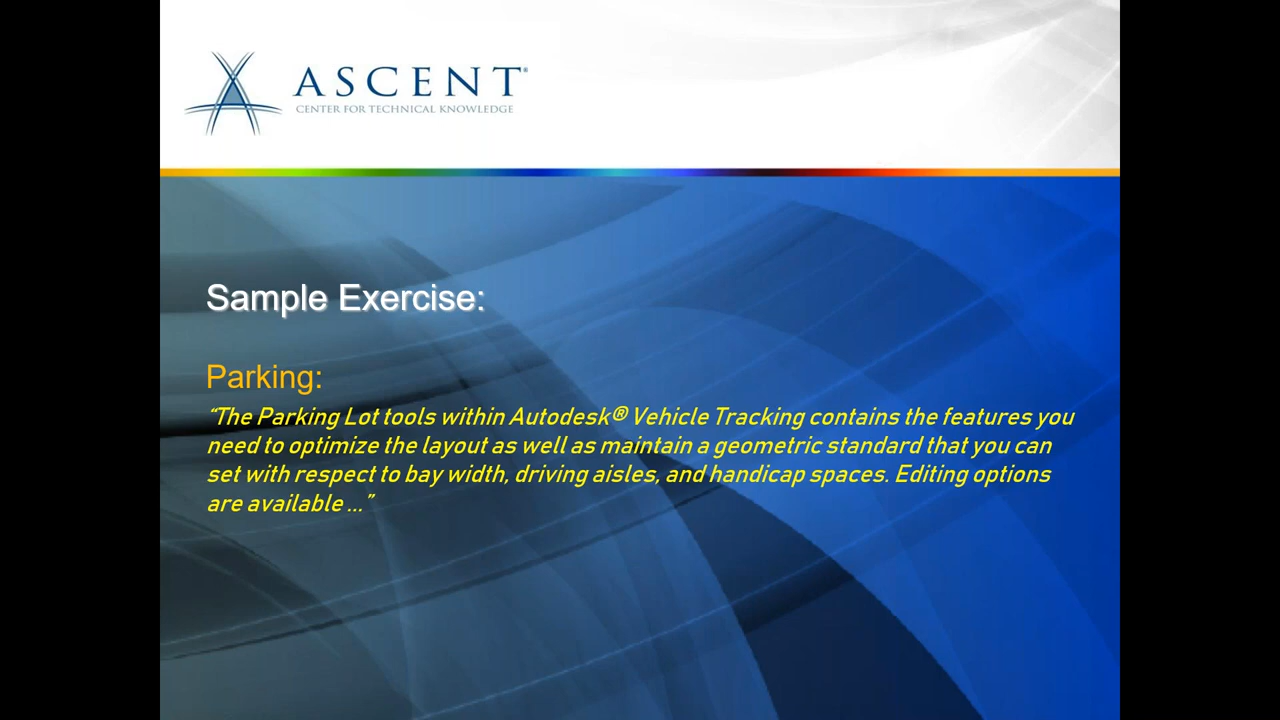 ASCENT®
CENTER FOR TECHNICAL KNOWLEDGE
Sample Exercise:
Parking:
“The Parking Lot tools within Autodesk® Vehicle Tracking contains the features you
need to optimize the layout as well as maintain a geometric standard that you can
set with respect to bay width, driving aisles, and handicap spaces. Editing options
are available ...”